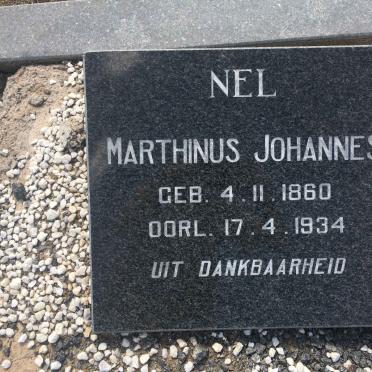 NEL
MARTHINUS JOHANNES
GEB. 4.11.1860
OORL. 17.4.1934
UIT DANKBAARHEID